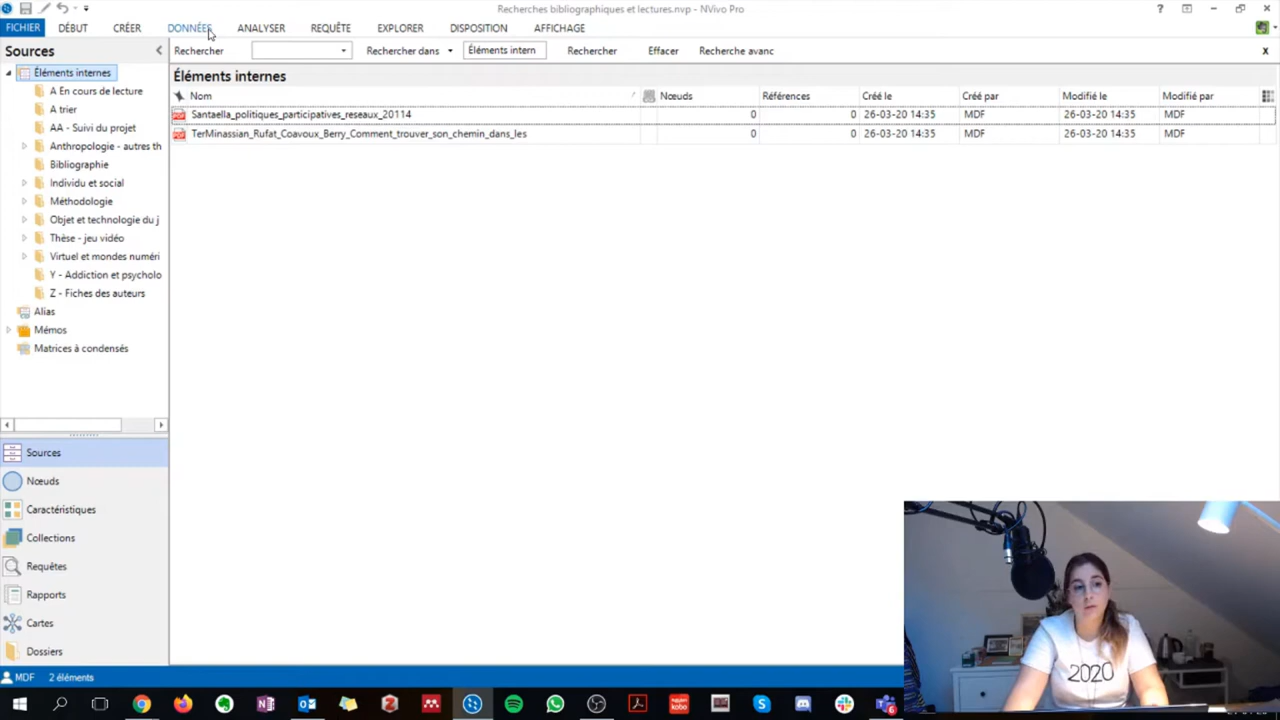 Recherches bibliographiques et lectures.nvp - NVivo Pro
FICHIER DÉBUT CRÉER DONNÉES ANALYSER REQUÊTE EXPLORER DISPOSITION AFFICHAGE
Sources
Rechercher Rechercher dans Éléments intern Rechercher Effacer Recherche avanc x
Éléments internes
A En cours de lecture
A trier
AA - Suivi du projet
Anthropologie - autres th
Bibliographie
Individu et social
Méthodologie
Objet et technologie du j
Thèse - jeu vidéo
Virtuel et mondes numéri
Y - Addiction et psycholo
Z - Fiches des auteurs
Alias
Mémos
Matrices à condensés
Éléments internes
Nom Nœuds Références Créé le Créé par Modifié le Modifié par
Santaella_politiques_participatives_reseaux_20114 0 0 26-03-20 14:35 MDF 26-03-20 14:35 MDF
TerMinassian_Rufat_Coavoux_Berry_Comment_trouver_son_chemin_dans_les 0 0 26-03-20 14:35 MDF 26-03-20 14:35 MDF
Sources
Nœuds
Caractéristiques
Collections
Requêtes
Rapports
Cartes
Dossiers
MDF 2 éléments
2020